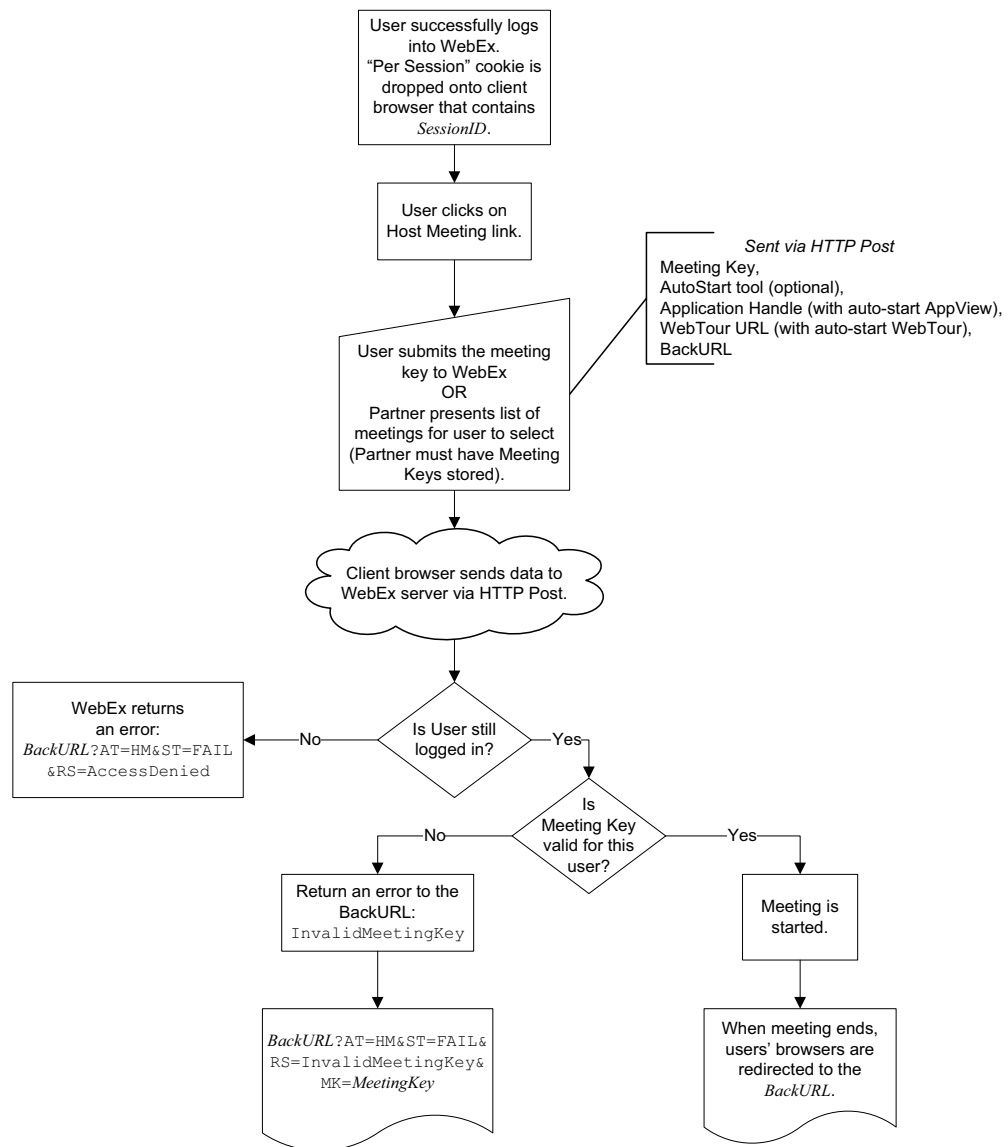 User successfully logs
into WebEx.
“Per Session” cookie is
dropped onto client
browser that contains
SessionID.
User clicks on
Host Meeting link.
Sent via HTTP Post
Meeting Key,
AutoStart tool (optional),
Application Handle (with auto-start AppView),
WebTour URL (with auto-start WebTour),
BackURL
User submits the meeting
key to WebEx
OR
Partner presents list of
meetings for user to select
(Partner must have Meeting
Keys stored).
Client browser sends data to
WebEx server via HTTP Post.
WebEx returns
an error:
BackURL?AT=HM&ST=FAIL
&RS=AccessDenied
No
Is User still
logged in?
Yes
No
Is
Meeting Key
valid for this
user?
Yes
Return an error to the
BackURL:
InvalidMeetingKey
Meeting is
started.
BackURL?AT=HM&ST=FAIL&
RS=InvalidMeetingKey&
MK=MeetingKey
When meeting ends,
users’ browsers are
redirected to the
BackURL.